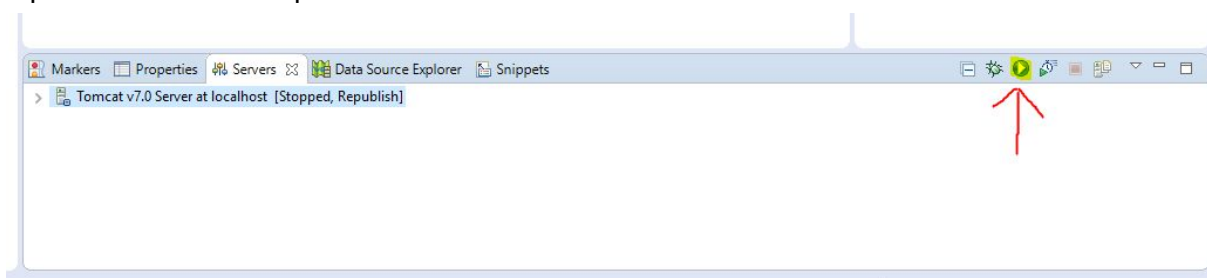 Markers Properties Servers Data Source Explorer Snippets
Tomcat v7.0 Server at localhost [Stopped, Republish]